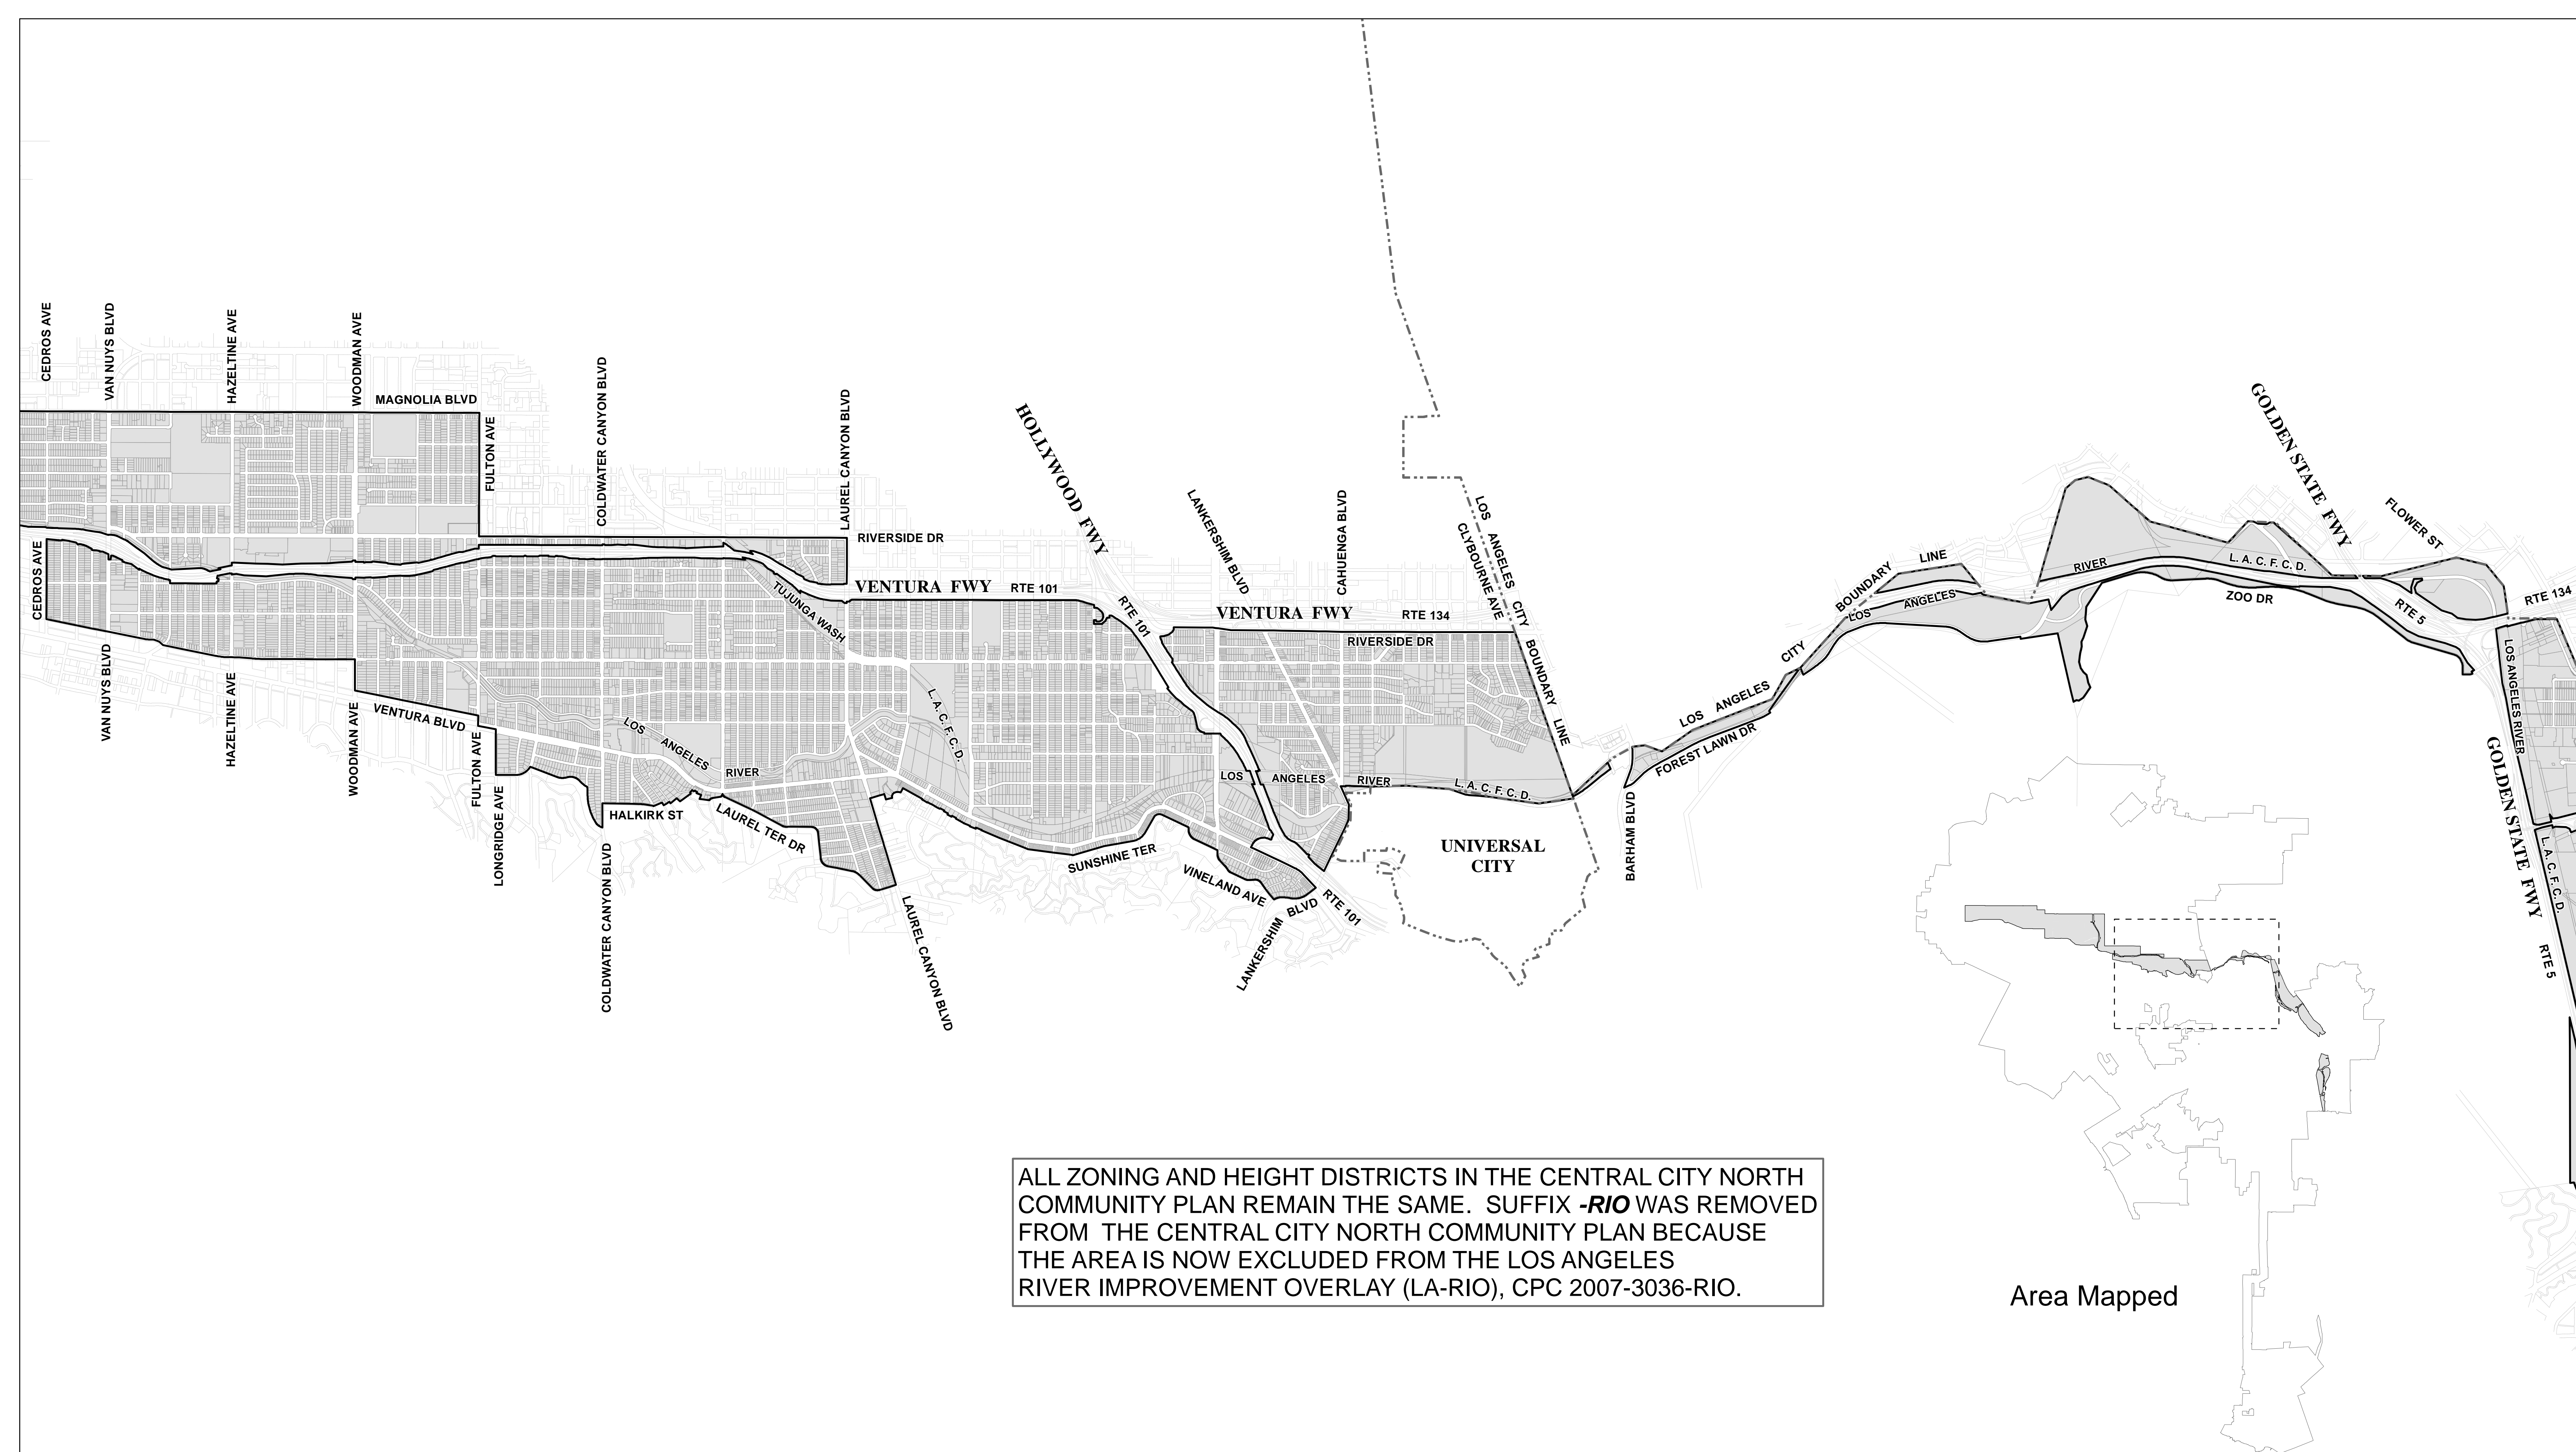 CEDROS AVE
VAN NUYS BLVD
HAZELTINE AVE
WOODMAN AVE
MAGNOLIA BLVD
FULTON AVE
COLDWATER CANYON BLVD
LAUREL CANYON BLVD
RIVERSIDE DR
HOLLYWOOD FWY
LANKERSHIM BLVD
CAHUENGA BLVD
LOS ANGELES CITY BOUNDARY LINE
CLYBOURNE AVE
GOLDEN STATE FWY
FLOWER ST
CEDROS AVE
TUJUNGA WASH
VENTURA FWY RTE 101
RTE 101
VENTURA FWY RTE 134
RIVERSIDE DR
LOS ANGELES CITY BOUNDARY LINE
LOS ANGELES RIVER L. A. C. F. C. D.
ZOO DR
RTE 5
RTE 134
LOS ANGELES RIVER
VAN NUYS BLVD
HAZELTINE AVE
WOODMAN AVE
VENTURA BLVD
FULTON AVE
LONGRIDGE AVE
LOS ANGELES RIVER
L. A. C. F. C. D.
LOS ANGELES RIVER L. A. C. F. C. D.
FOREST LAWN DR
BARHAM BLVD
HALKIRK ST
LAUREL TER DR
COLDWATER CANYON BLVD
LAUREL CANYON BLVD
SUNSHINE TER
VINELAND AVE
LANKERSHIM BLVD
RTE 101
UNIVERSAL
CITY
GOLDEN STATE FWY RTE 5
L. A. C. F. C. D.
ALL ZONING AND HEIGHT DISTRICTS IN THE CENTRAL CITY NORTH
COMMUNITY PLAN REMAIN THE SAME. SUFFIX -RIO WAS REMOVED
FROM THE CENTRAL CITY NORTH COMMUNITY PLAN BECAUSE
THE AREA IS NOW EXCLUDED FROM THE LOS ANGELES
RIVER IMPROVEMENT OVERLAY (LA-RIO), CPC 2007-3036-RIO.
Area Mapped